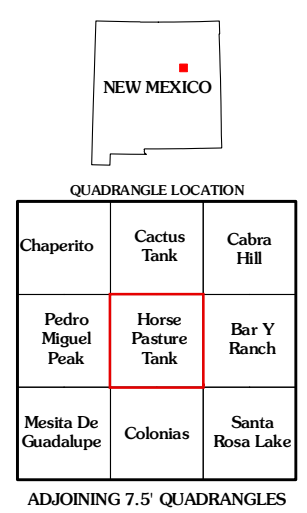 NEW MEXICO
QUADRANGLE LOCATION
Chaperito
Cactus
Tank
Cabra
Hill
Pedro
Miguel
Peak
Horse
Pasture
Tank
Bar Y
Ranch
Mesita De
Guadalupe
Colonias
Santa
Rosa Lake
ADJOINING 7.5' QUADRANGLES